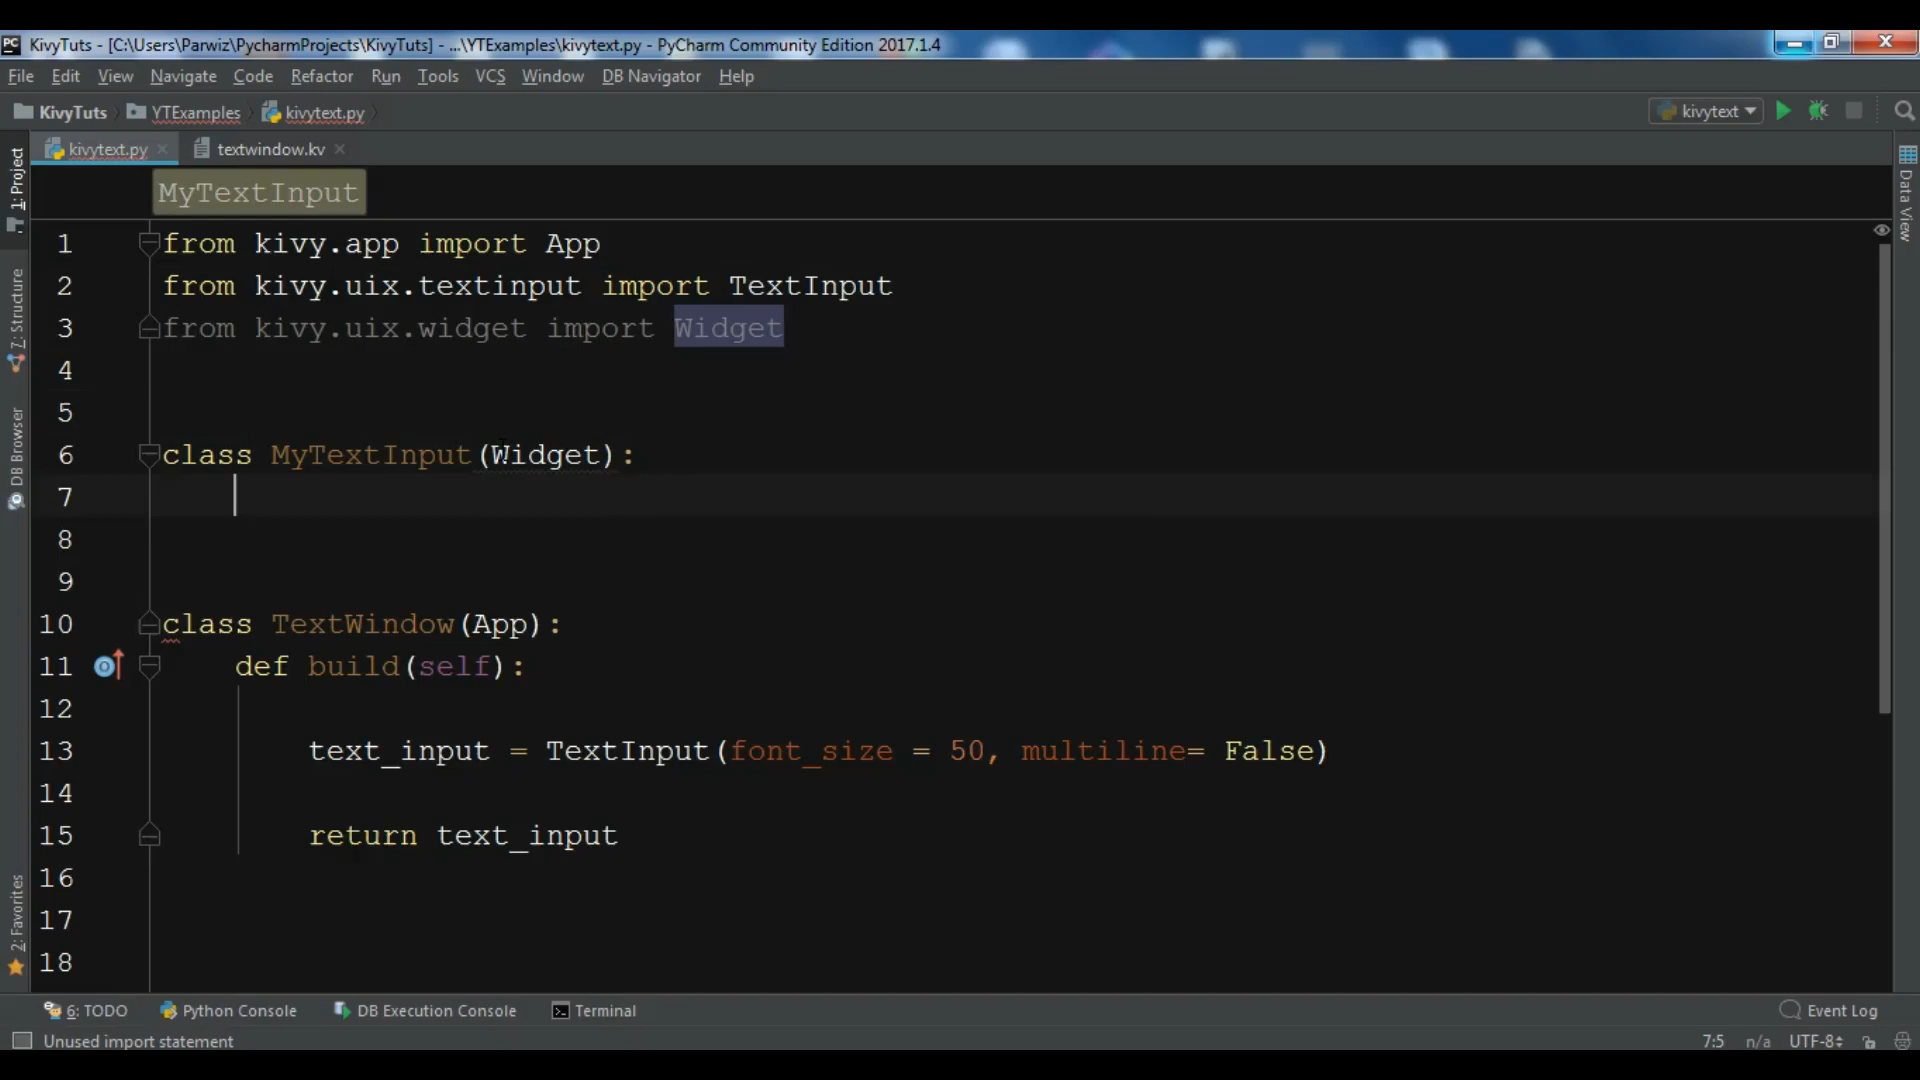 KivyTuts - [C:\Users\Parwiz\PycharmProjects\KivyTuts] - ...\YTExamples\kivytext.py - PyCharm Community Edition 2017.1.4
File Edit View Navigate Code Refactor Run Tools VCS Window DB Navigator Help
KivyTuts YTExamples kivytext.py kivytext
kivytext.py textwindow.kv
MyTextInput
1 from kivy.app import App
2 from kivy.uix.textinput import TextInput
3 from kivy.uix.widget import Widget
4
5
6 class MyTextInput(Widget):
7
8
9
10 class TextWindow(App):
11 def build(self):
12
13 text_input = TextInput(font_size = 50, multiline= False)
14
15 return text_input
16
17
18
1: Project
7: Structure
DB Browser
2: Favorites
Data View
6: TODO Python Console DB Execution Console Terminal Event Log
Unused import statement 7:5 n/a UTF-8